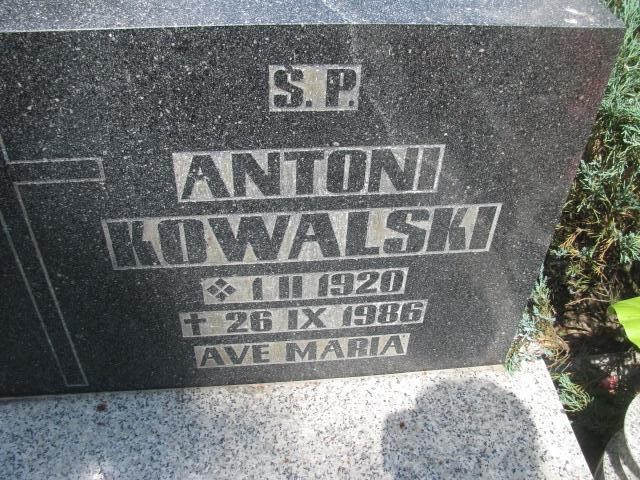 Ś.P.
ANTONI
KOWALSKI
❖ 1 II 1920
✝ 26 IX 1986
AVE MARIA